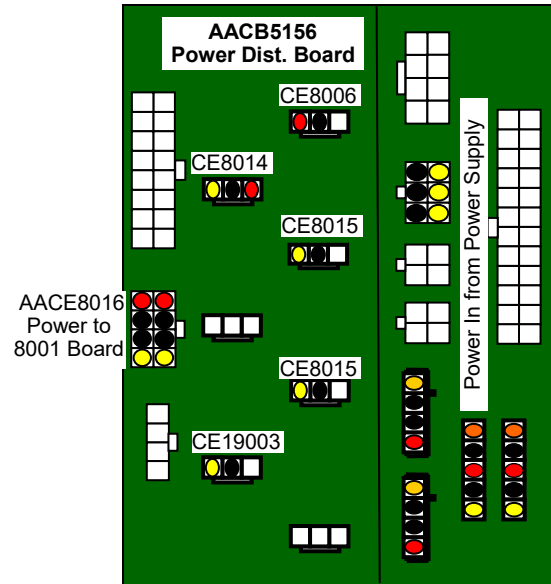 AACB5156
Power Dist. Board
CE8006
CE8014
CE8015
AACE8016
Power to
8001 Board
CE8015
CE19003
Power In from Power Supply